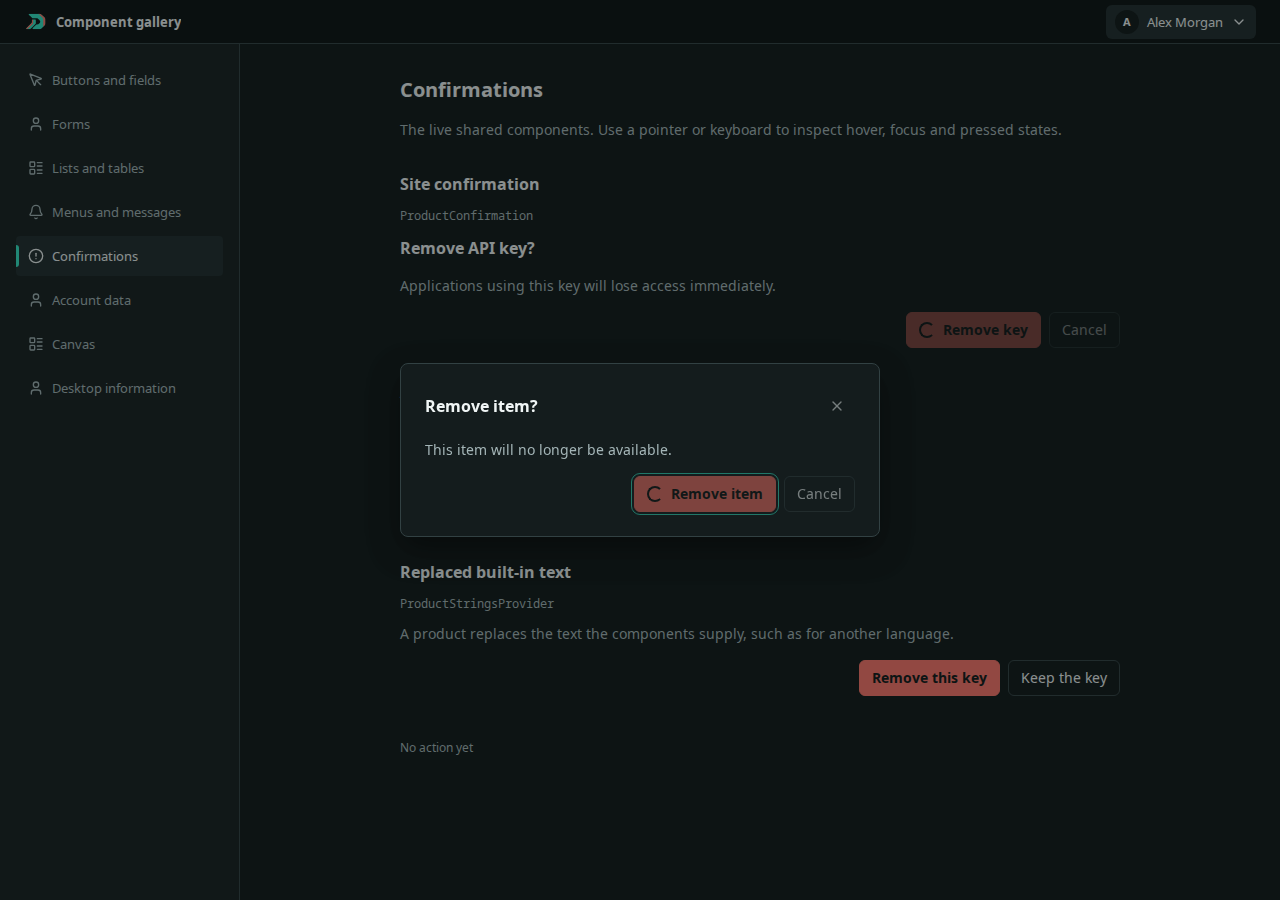 Component gallery
A
Alex Morgan
Buttons and fields
Forms
Lists and tables
Menus and messages
Confirmations
Account data
Canvas
Desktop information
Confirmations
The live shared components. Use a pointer or keyboard to inspect hover, focus and pressed states.
Site confirmation
ProductConfirmation
Remove API key?
Applications using this key will lose access immediately.
Remove key
Cancel
Remove item?
This item will no longer be available.
Remove item
Cancel
Replaced built-in text
ProductStringsProvider
A product replaces the text the components supply, such as for another language.
Remove this key
Keep the key
No action yet